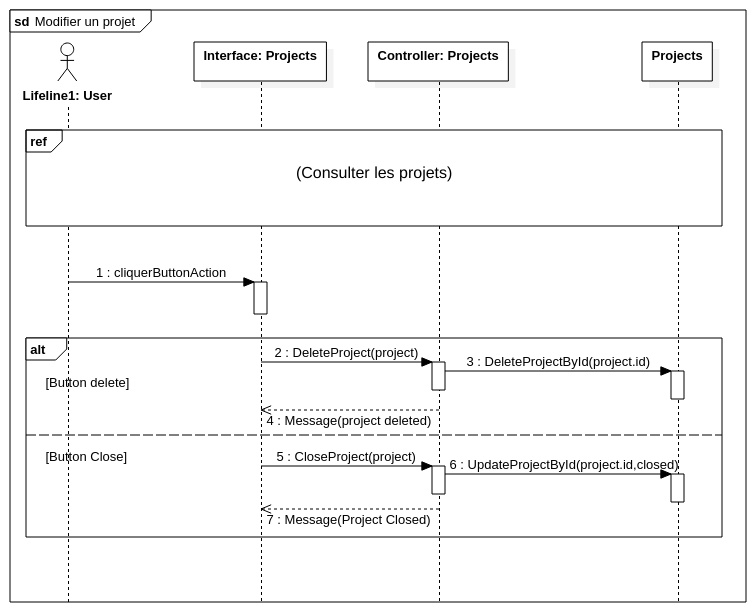 sd Modifier un projet
Lifeline1: User
Interface: Projects
Controller: Projects
Projects
ref
(Consulter les projets)
1 : cliquerButtonAction
alt
2 : DeleteProject(project)
3 : DeleteProjectById(project.id)
[Button delete]
4 : Message(project deleted)
[Button Close]
5 : CloseProject(project)
6 : UpdateProjectById(project.id,closed)
7 : Message(Project Closed)